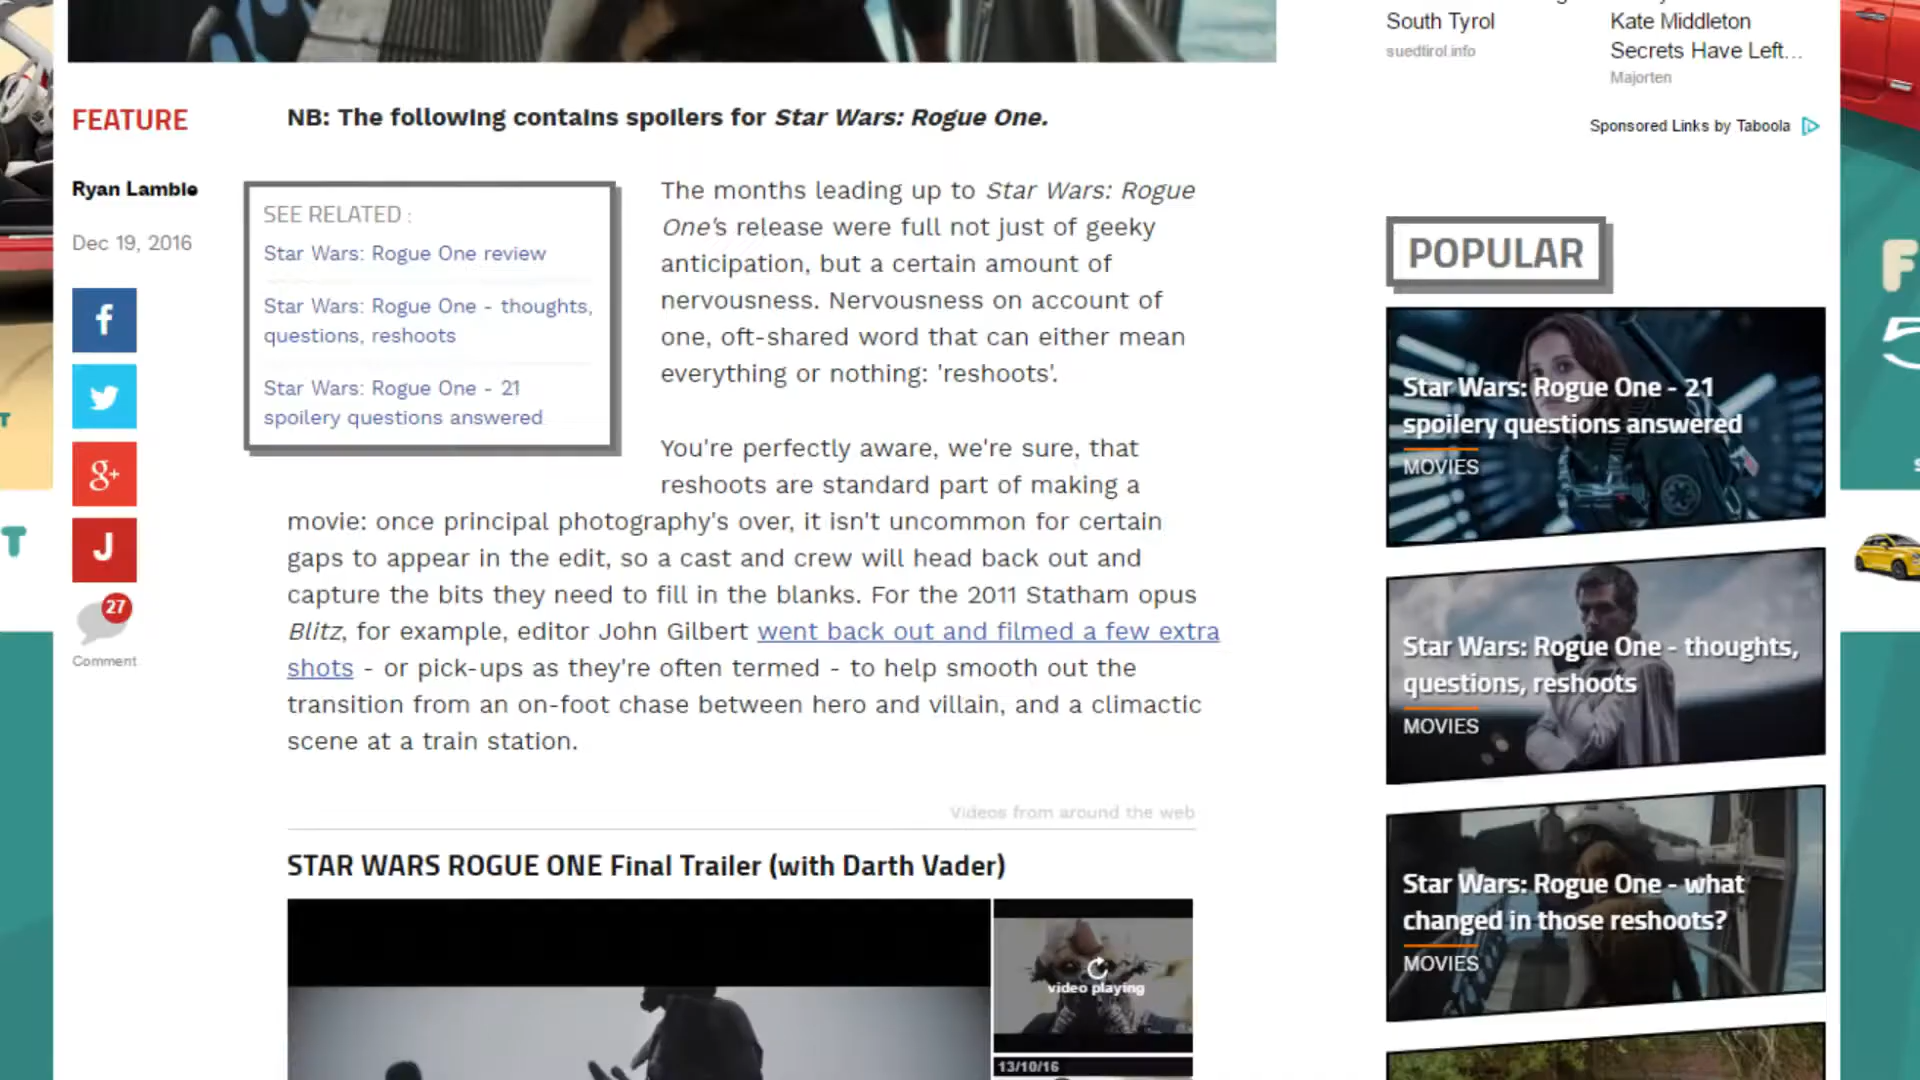 South Tyrol
suedtirol.info
Kate Middleton
Secrets Have Left...
Majorten
Sponsored Links by Taboola
FEATURE
Ryan Lambie
Dec 19, 2016
27
Comment
NB: The following contains spoilers for Star Wars: Rogue One.
SEE RELATED :
Star Wars: Rogue One review
Star Wars: Rogue One - thoughts,
questions, reshoots
Star Wars: Rogue One - 21
spoilery questions answered
The months leading up to Star Wars: Rogue
One's release were full not just of geeky
anticipation, but a certain amount of
nervousness. Nervousness on account of
one, oft-shared word that can either mean
everything or nothing: 'reshoots'.
You're perfectly aware, we're sure, that
reshoots are standard part of making a
movie: once principal photography's over, it isn't uncommon for certain
gaps to appear in the edit, so a cast and crew will head back out and
capture the bits they need to fill in the blanks. For the 2011 Statham opus
Blitz, for example, editor John Gilbert went back out and filmed a few extra
shots - or pick-ups as they're often termed - to help smooth out the
transition from an on-foot chase between hero and villain, and a climactic
scene at a train station.
Videos from around the web
STAR WARS ROGUE ONE Final Trailer (with Darth Vader)
video playing
13/10/16
POPULAR
Star Wars: Rogue One - 21
spoilery questions answered
MOVIES
Star Wars: Rogue One - thoughts,
questions, reshoots
MOVIES
Star Wars: Rogue One - what
changed in those reshoots?
MOVIES